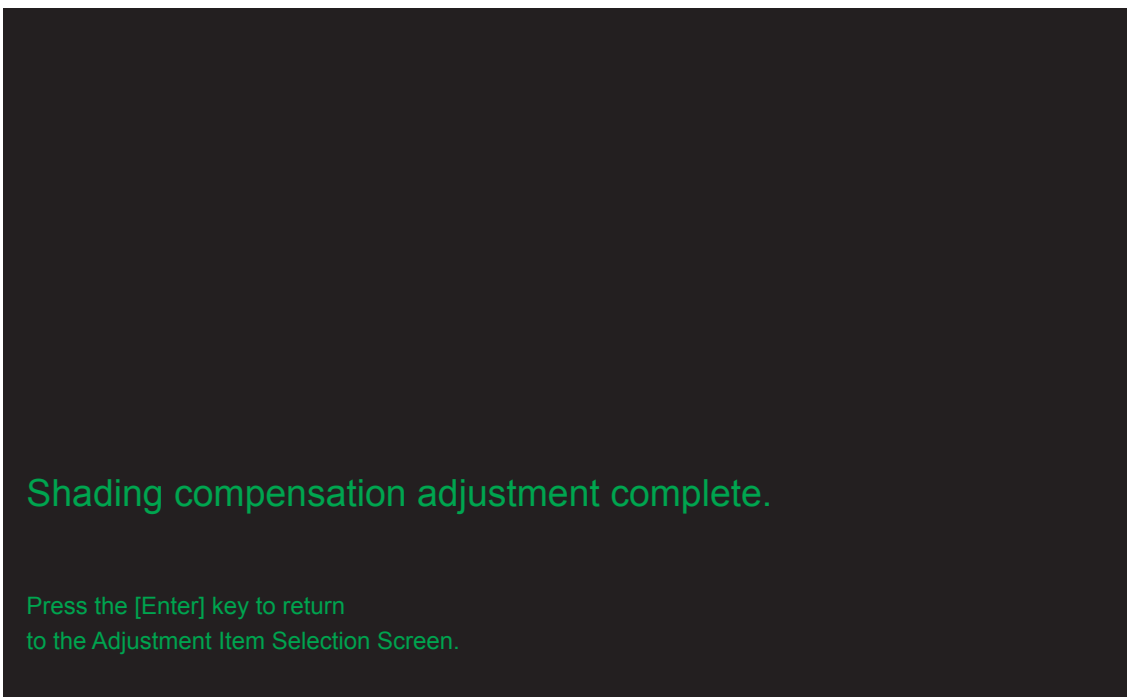 Shading compensation adjustment complete.
Press the [Enter] key to return
to the Adjustment Item Selection Screen.